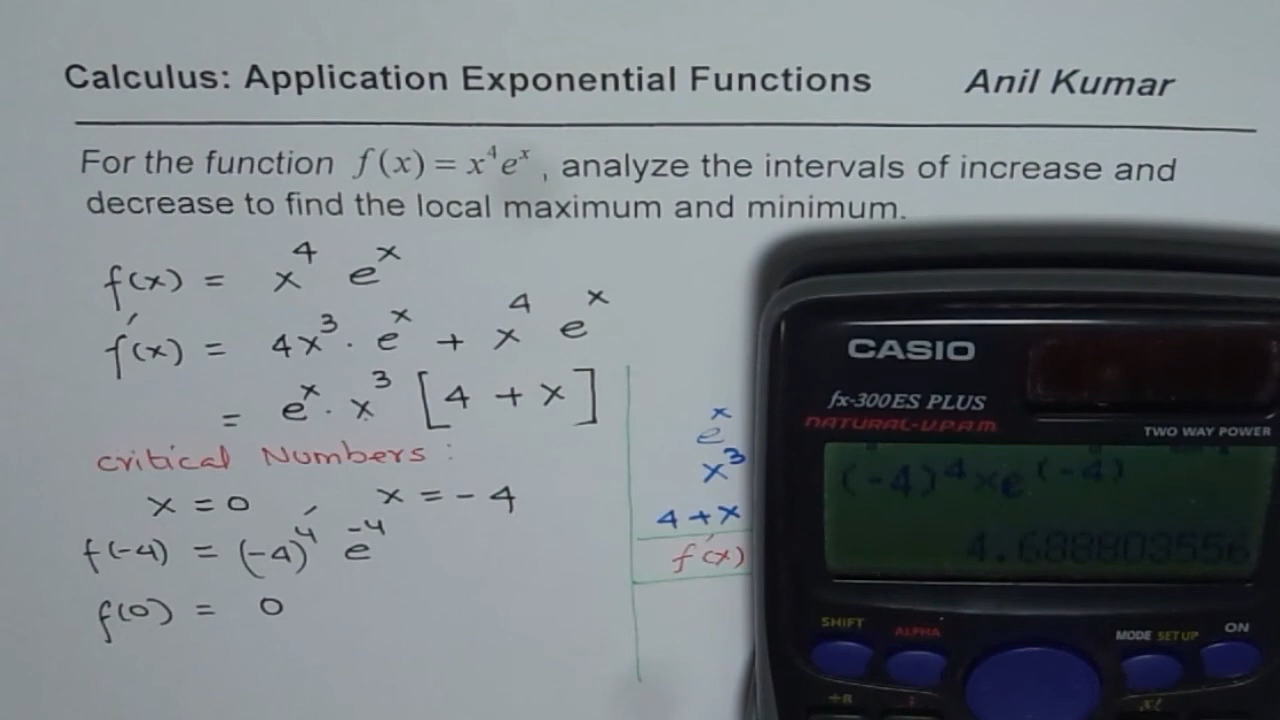 Calculus: Application Exponential Functions Anil Kumar
For the function f(x) = x⁴eˣ, analyze the intervals of increase and
decrease to find the local maximum and minimum.
f(x) = x⁴ eˣ
f′(x) = 4x³ · eˣ + x⁴ eˣ
= eˣ · x³ [4 + x]
Critical Numbers :
x = 0 , x = -4
f(-4) = (-4)⁴ e⁻⁴
f(0) = 0
eˣ
x³
4+x
f′(x)
CASIO
fx-300ES PLUS
NATURAL-V.P.A.M.
TWO WAY POWER
(-4)⁴×e⁽⁻⁴⁾
4.688803556
SHIFT
ALPHA
MODE SETUP
ON
÷R
x!